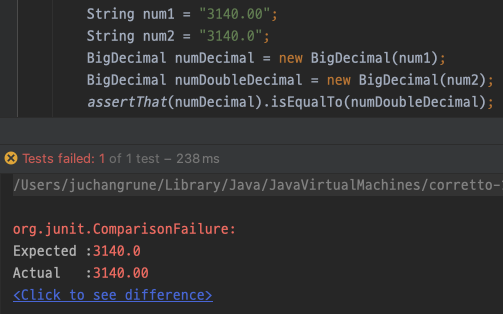 String num1 = "3140.00";
String num2 = "3140.0";
BigDecimal numDecimal = new BigDecimal(num1);
BigDecimal numDoubleDecimal = new BigDecimal(num2);
assertThat(numDecimal).isEqualTo(numDoubleDecimal);
Tests failed: 1 of 1 test – 238 ms
/Users/juchangrune/Library/Java/JavaVirtualMachines/corretto-
org.junit.ComparisonFailure:
Expected :3140.0
Actual :3140.00
<Click to see difference>